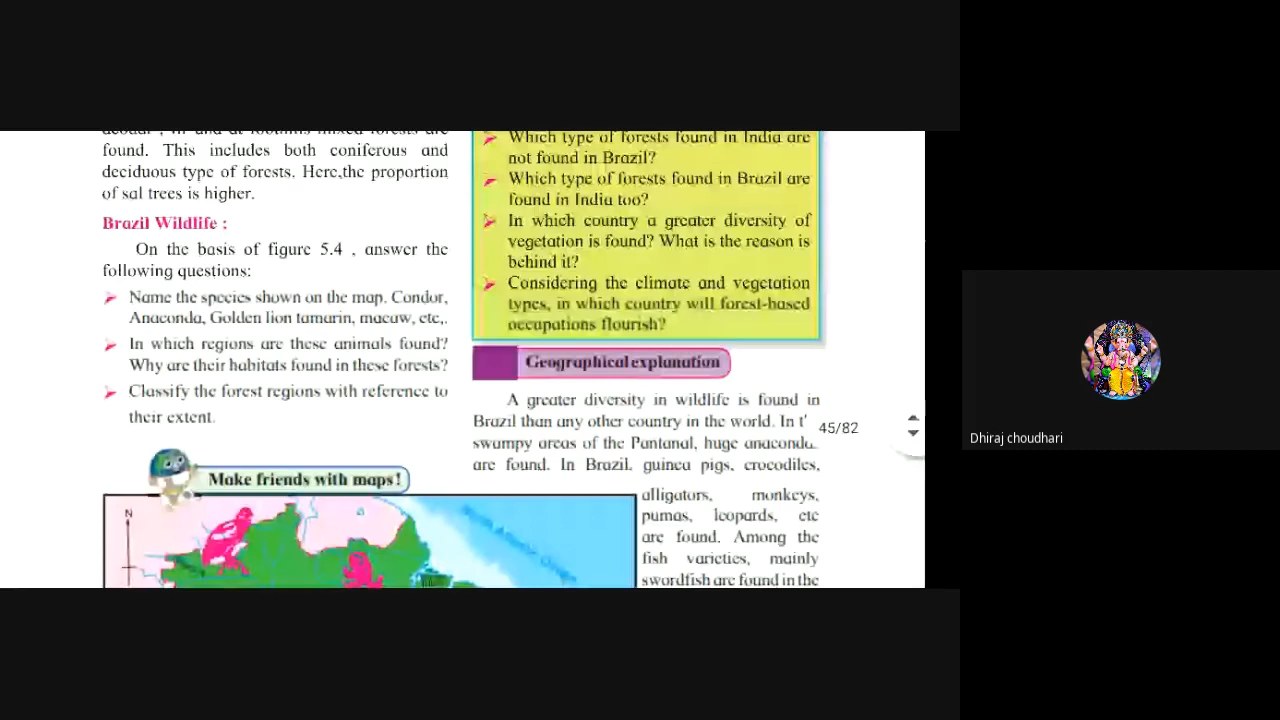 found. This includes both coniferous and
deciduous type of forests. Here,the proportion
of sal trees is higher.
Brazil Wildlife :
On the basis of figure 5.4 , answer the
following questions:
Name the species shown on the map. Condor,
Anaconda, Golden lion tamarin, macaw, etc,.
In which regions are these animals found?
Why are their habitats found in these forests?
Classify the forest regions with reference to
their extent.
Make friends with maps!
N
Which type of forests found in India are
not found in Brazil?
Which type of forests found in Brazil are
found in India too?
In which country a greater diversity of
vegetation is found? What is the reason is
behind it?
Considering the climate and vegetation
types, in which country will forest-based
occupations flourish?
Geographical explanation
A greater diversity in wildlife is found in
Brazil than any other country in the world. In
swampy areas of the Pantanal, huge
are found. In Brazil, guinea pigs, crocodiles,
alligators, monkeys,
pumas, leopards, etc
are found. Among the
fish varieties, mainly
swordfish are found in the
45/82
Dhiraj choudhari